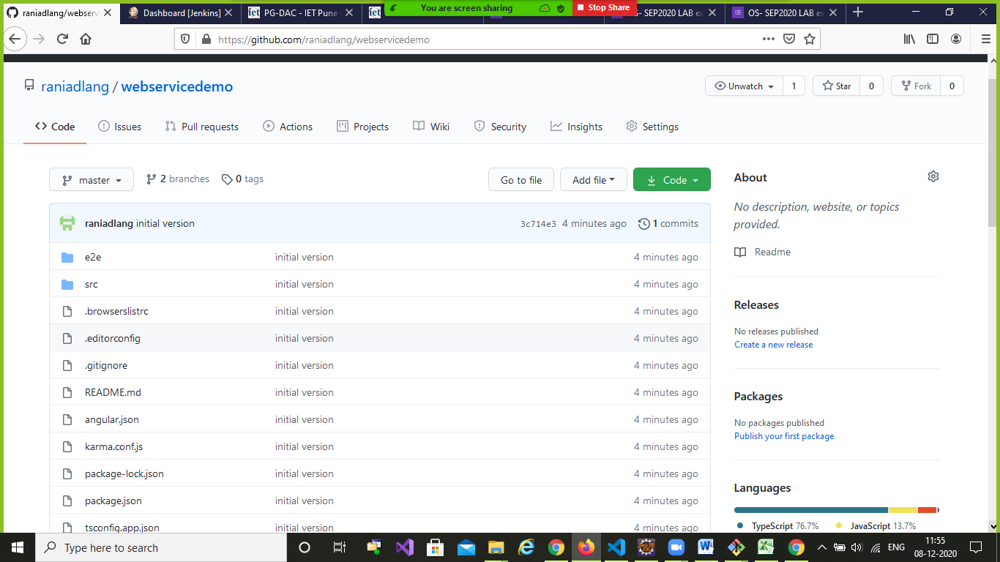 raniadlang/webserv
Dashboard [Jenkins]
PG-DAC - IET Pune
You are screen sharing
Stop Share
S- SEP2020 LAB ex
OS- SEP2020 LAB ex
https://github.com/raniadlang/webservicedemo
raniadlang / webservicedemo
Unwatch 1
Star 0
Fork 0
Code
Issues
Pull requests
Actions
Projects
Wiki
Security
Insights
Settings
master
2 branches
0 tags
Go to file
Add file
Code
raniadlang initial version 3c714e3 4 minutes ago 1 commits
e2e initial version 4 minutes ago
src initial version 4 minutes ago
.browserslistrc initial version 4 minutes ago
.editorconfig initial version 4 minutes ago
.gitignore initial version 4 minutes ago
README.md initial version 4 minutes ago
angular.json initial version 4 minutes ago
karma.conf.js initial version 4 minutes ago
package-lock.json initial version 4 minutes ago
package.json initial version 4 minutes ago
tsconfig.app.json initial version 4 minutes ago
About
No description, website, or topics
provided.
Readme
Releases
No releases published
Create a new release
Packages
No packages published
Publish your first package
Languages
TypeScript 76.7%
JavaScript 13.7%
Type here to search
ENG
11:55
08-12-2020